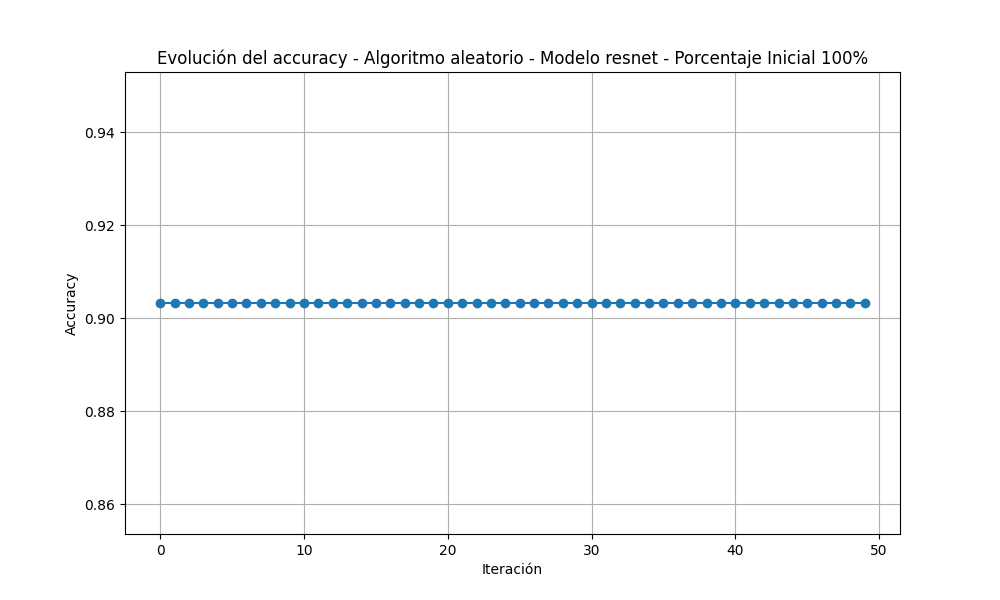 Evolución del accuracy - Algoritmo aleatorio - Modelo resnet - Porcentaje Inicial 100%
0.94
0.92
0.90
0.88
0.86
Accuracy
0 10 20 30 40 50
Iteración